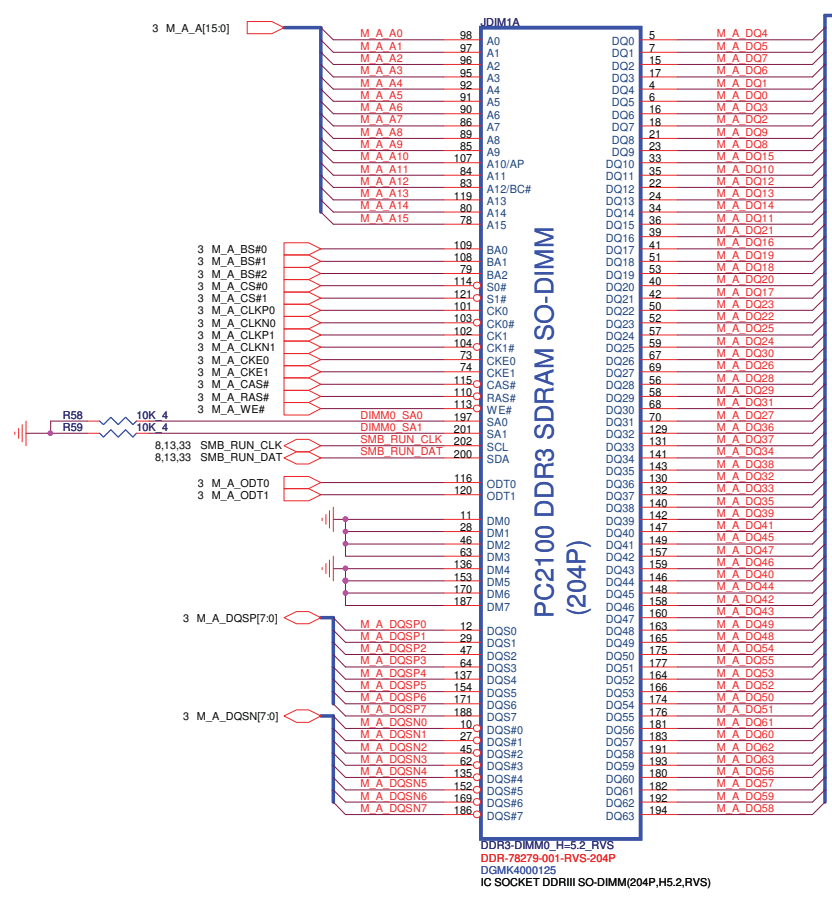 JDIM1A
3 M_A_A[15:0]
M_A_A0 98 A0
M_A_A1 97 A1
M_A_A2 96 A2
M_A_A3 95 A3
M_A_A4 92 A4
M_A_A5 91 A5
M_A_A6 90 A6
M_A_A7 86 A7
M_A_A8 89 A8
M_A_A9 85 A9
M_A_A10 107 A10/AP
M_A_A11 84 A11
M_A_A12 83 A12/BC#
M_A_A13 119 A13
M_A_A14 80 A14
M_A_A15 78 A15
3 M_A_BS#0 109 BA0
3 M_A_BS#1 108 BA1
3 M_A_BS#2 79 BA2
3 M_A_CS#0 114 S0#
3 M_A_CS#1 121 S1#
3 M_A_CLKP0 101 CK0
3 M_A_CLKN0 103 CK0#
3 M_A_CLKP1 102 CK1
3 M_A_CLKN1 104 CK1#
3 M_A_CKE0 73 CKE0
3 M_A_CKE1 74 CKE1
3 M_A_CAS# 115 CAS#
3 M_A_RAS# 110 RAS#
3 M_A_WE# 113 WE#
R58 10K_4 DIMM0_SA0 197 SA0
R59 10K_4 DIMM0_SA1 201 SA1
8,13,33 SMB_RUN_CLK SMB_RUN_CLK 202 SCL
8,13,33 SMB_RUN_DAT SMB_RUN_DAT 200 SDA
3 M_A_ODT0 116 ODT0
3 M_A_ODT1 120 ODT1
11 DM0
28 DM1
46 DM2
63 DM3
136 DM4
153 DM5
170 DM6
187 DM7
3 M_A_DQSP[7:0]
M_A_DQSP0 12 DQS0
M_A_DQSP1 29 DQS1
M_A_DQSP2 47 DQS2
M_A_DQSP3 64 DQS3
M_A_DQSP4 137 DQS4
M_A_DQSP5 154 DQS5
M_A_DQSP6 171 DQS6
M_A_DQSP7 188 DQS7
3 M_A_DQSN[7:0]
M_A_DQSN0 10 DQS#0
M_A_DQSN1 27 DQS#1
M_A_DQSN2 45 DQS#2
M_A_DQSN3 62 DQS#3
M_A_DQSN4 135 DQS#4
M_A_DQSN5 152 DQS#5
M_A_DQSN6 169 DQS#6
M_A_DQSN7 186 DQS#7
PC2100 DDR3 SDRAM SO-DIMM
(204P)
DQ0 5 M_A_DQ4
DQ1 7 M_A_DQ5
DQ2 15 M_A_DQ7
DQ3 17 M_A_DQ6
DQ4 4 M_A_DQ1
DQ5 6 M_A_DQ0
DQ6 16 M_A_DQ3
DQ7 18 M_A_DQ2
DQ8 21 M_A_DQ9
DQ9 23 M_A_DQ8
DQ10 33 M_A_DQ15
DQ11 35 M_A_DQ10
DQ12 22 M_A_DQ12
DQ13 24 M_A_DQ13
DQ14 34 M_A_DQ14
DQ15 36 M_A_DQ11
DQ16 39 M_A_DQ21
DQ17 41 M_A_DQ16
DQ18 51 M_A_DQ19
DQ19 53 M_A_DQ18
DQ20 40 M_A_DQ20
DQ21 42 M_A_DQ17
DQ22 50 M_A_DQ23
DQ23 52 M_A_DQ22
DQ24 57 M_A_DQ25
DQ25 59 M_A_DQ24
DQ26 67 M_A_DQ30
DQ27 69 M_A_DQ26
DQ28 56 M_A_DQ28
DQ29 58 M_A_DQ29
DQ30 68 M_A_DQ31
DQ31 70 M_A_DQ27
DQ32 129 M_A_DQ36
DQ33 131 M_A_DQ37
DQ34 141 M_A_DQ34
DQ35 143 M_A_DQ38
DQ36 130 M_A_DQ32
DQ37 132 M_A_DQ33
DQ38 140 M_A_DQ35
DQ39 142 M_A_DQ39
DQ40 147 M_A_DQ41
DQ41 149 M_A_DQ45
DQ42 157 M_A_DQ47
DQ43 159 M_A_DQ46
DQ44 146 M_A_DQ40
DQ45 148 M_A_DQ44
DQ46 158 M_A_DQ42
DQ47 160 M_A_DQ43
DQ48 163 M_A_DQ49
DQ49 165 M_A_DQ48
DQ50 175 M_A_DQ54
DQ51 177 M_A_DQ55
DQ52 164 M_A_DQ53
DQ53 166 M_A_DQ52
DQ54 174 M_A_DQ50
DQ55 176 M_A_DQ51
DQ56 181 M_A_DQ61
DQ57 183 M_A_DQ60
DQ58 191 M_A_DQ62
DQ59 193 M_A_DQ63
DQ60 180 M_A_DQ56
DQ61 182 M_A_DQ57
DQ62 192 M_A_DQ59
DQ63 194 M_A_DQ58
DDR3-DIMM0_H=5.2_RVS
DDR-78279-001-RVS-204P
DGMK4000125
IC SOCKET DDRIII SO-DIMM(204P,H5.2,RVS)